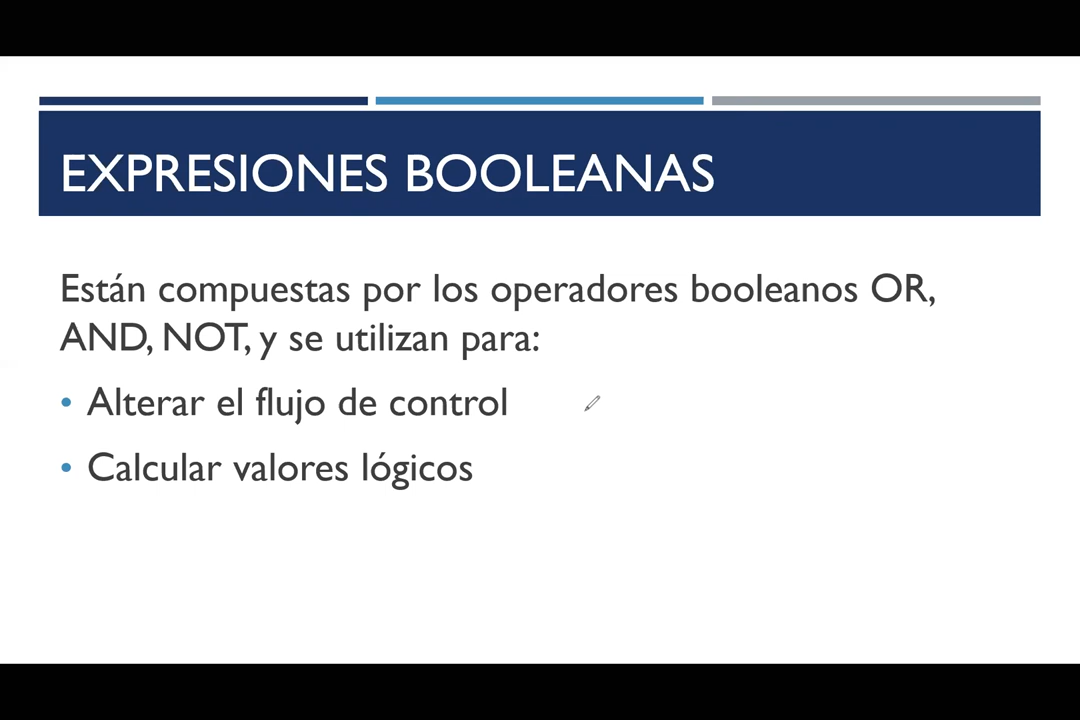 EXPRESIONES BOOLEANAS
Están compuestas por los operadores booleanos OR,
AND, NOT, y se utilizan para:
• Alterar el flujo de control
• Calcular valores lógicos